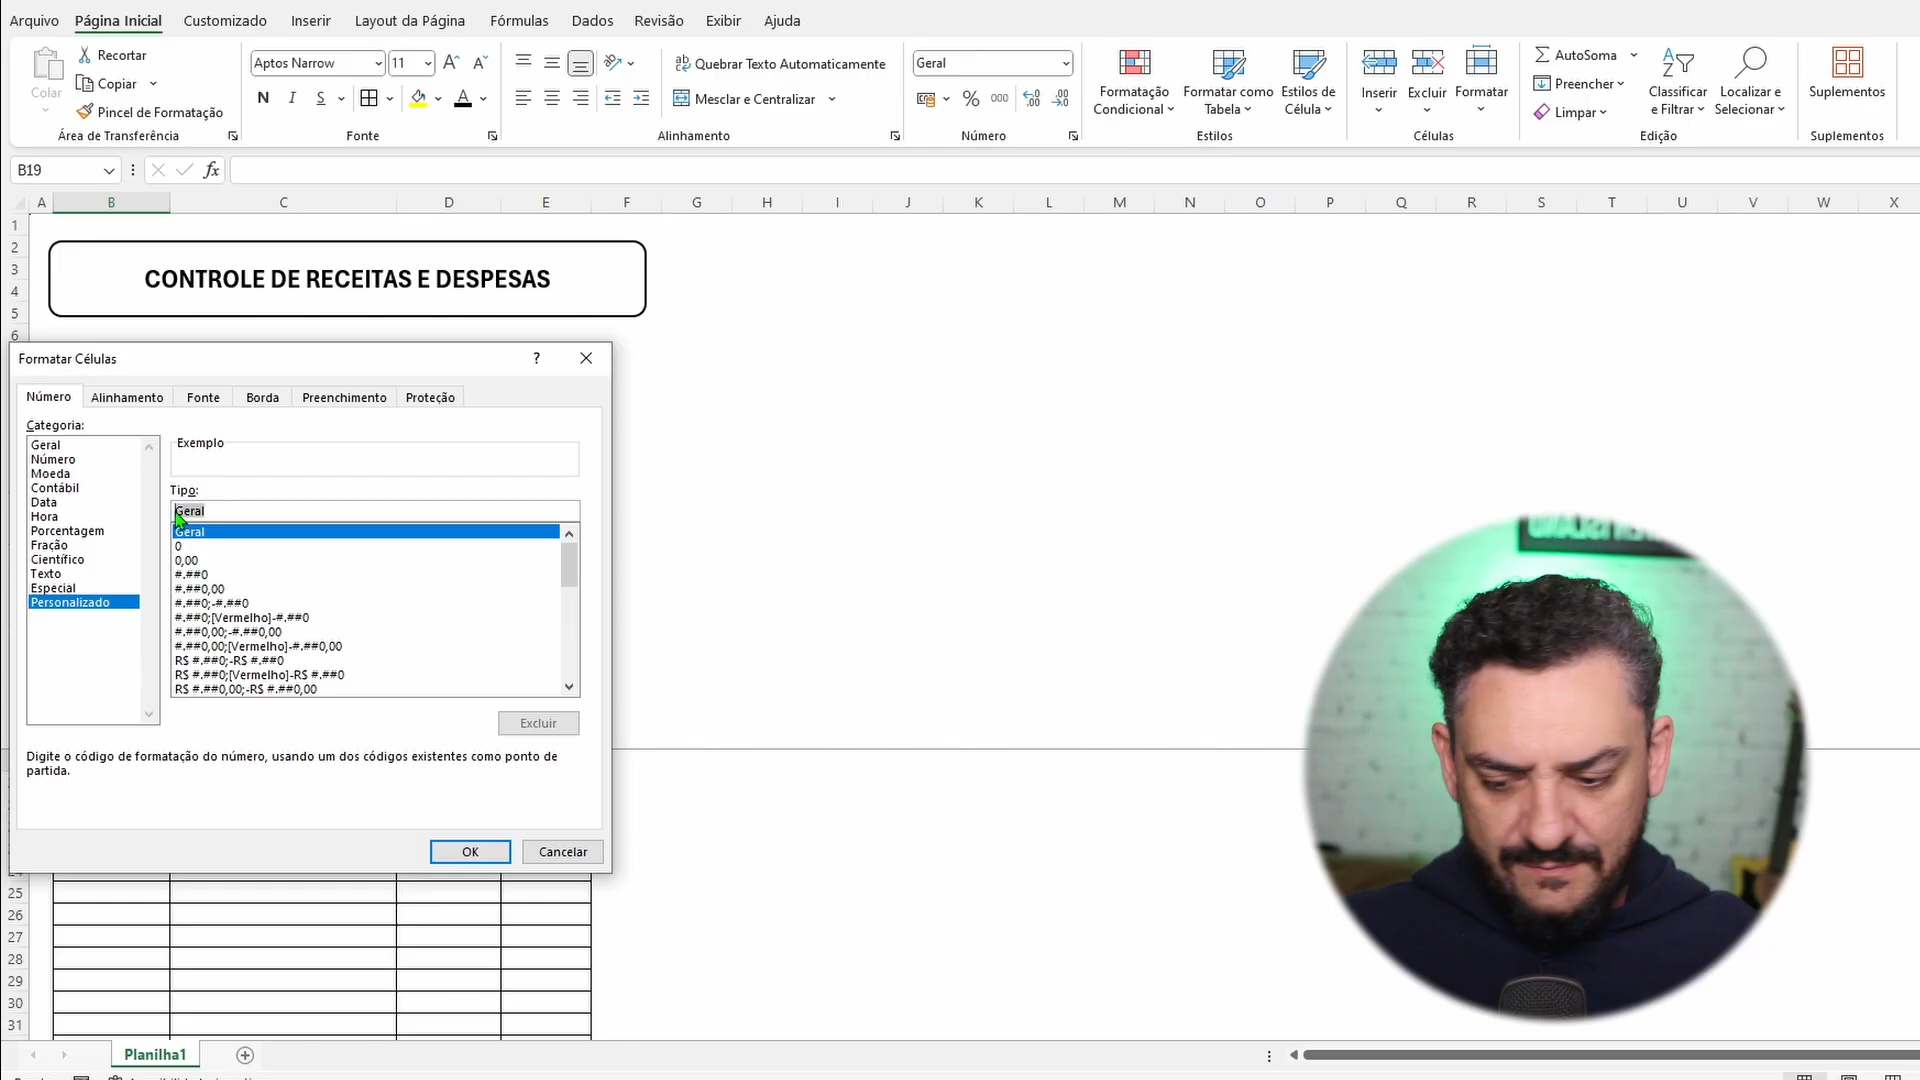 Arquivo Página Inicial Customizado Inserir Layout da Página Fórmulas Dados Revisão Exibir Ajuda
Colar
Recortar
Copiar
Pincel de Formatação
Área de Transferência
Aptos Narrow 11
N I S
Fonte
Quebrar Texto Automaticamente
Mesclar e Centralizar
Alinhamento
Geral
% 000
Número
Formatação Condicional
Formatar como Tabela
Estilos de Célula
Estilos
Inserir Excluir Formatar
Células
AutoSoma
Preencher
Limpar
Classificar e Filtrar
Localizar e Selecionar
Edição
Suplementos
Suplementos
B19 fx
A B C D E F G H I J K L M N O P Q R S T U V W X
1
2
3
4
5
6
CONTROLE DE RECEITAS E DESPESAS
Formatar Células ?
Número Alinhamento Fonte Borda Preenchimento Proteção
Categoria:
Geral
Número
Moeda
Contábil
Data
Hora
Porcentagem
Fração
Científico
Texto
Especial
Personalizado
Exemplo
Tipo:
Geral
Geral
0
0,00
#.##0
#.##0,00
#.##0;-#.##0
#.##0;[Vermelho]-#.##0
#.##0,00;-#.##0,00
#.##0,00;[Vermelho]-#.##0,00
R$ #.##0;-R$ #.##0
R$ #.##0;[Vermelho]-R$ #.##0
R$ #.##0,00;-R$ #.##0,00
Excluir
Digite o código de formatação do número, usando um dos códigos existentes como ponto de
partida.
OK Cancelar
25
26
27
28
29
30
31
Planilha1